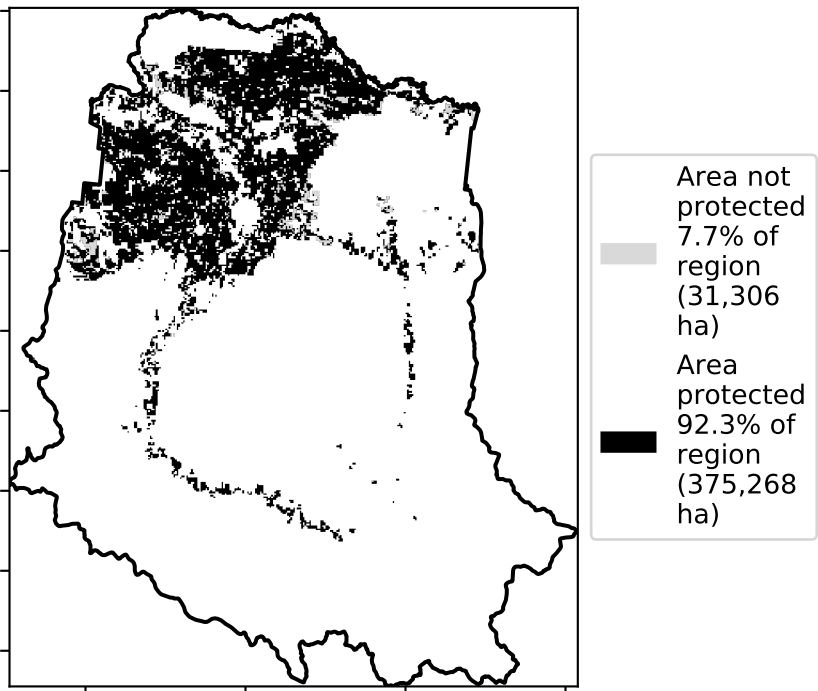 Area not
protected
7.7% of
region
(31,306
ha)
Area
protected
92.3% of
region
(375,268
ha)